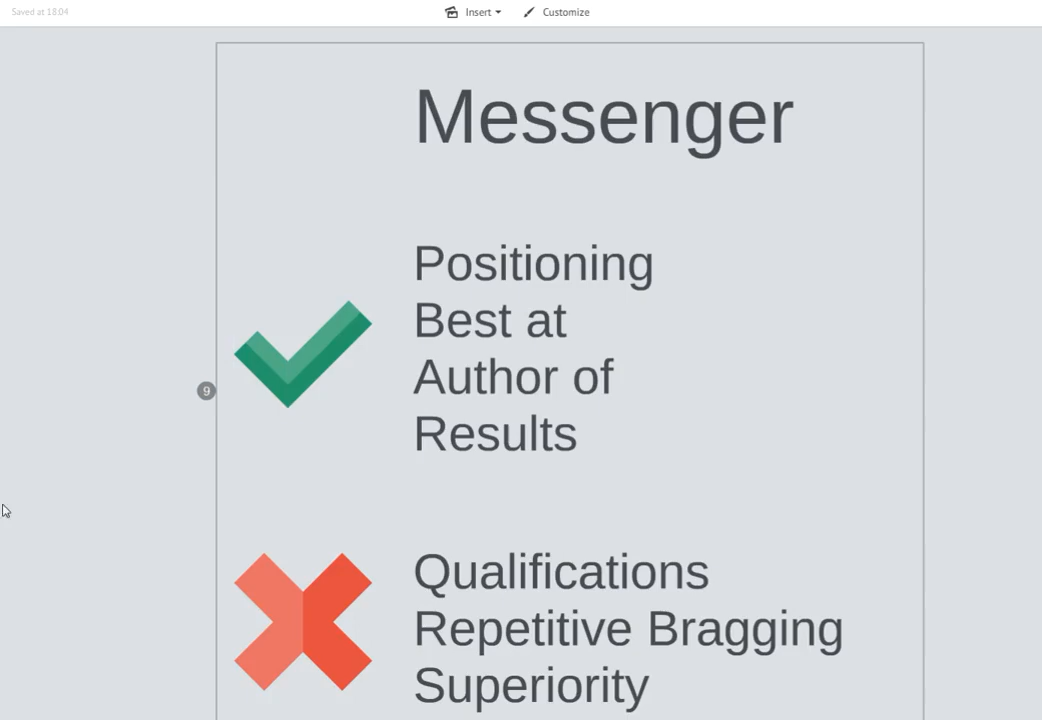 Saved at 18:04
Insert
Customize
Messenger
Positioning
Best at
Author of
Results
9
Qualifications
Repetitive Bragging
Superiority